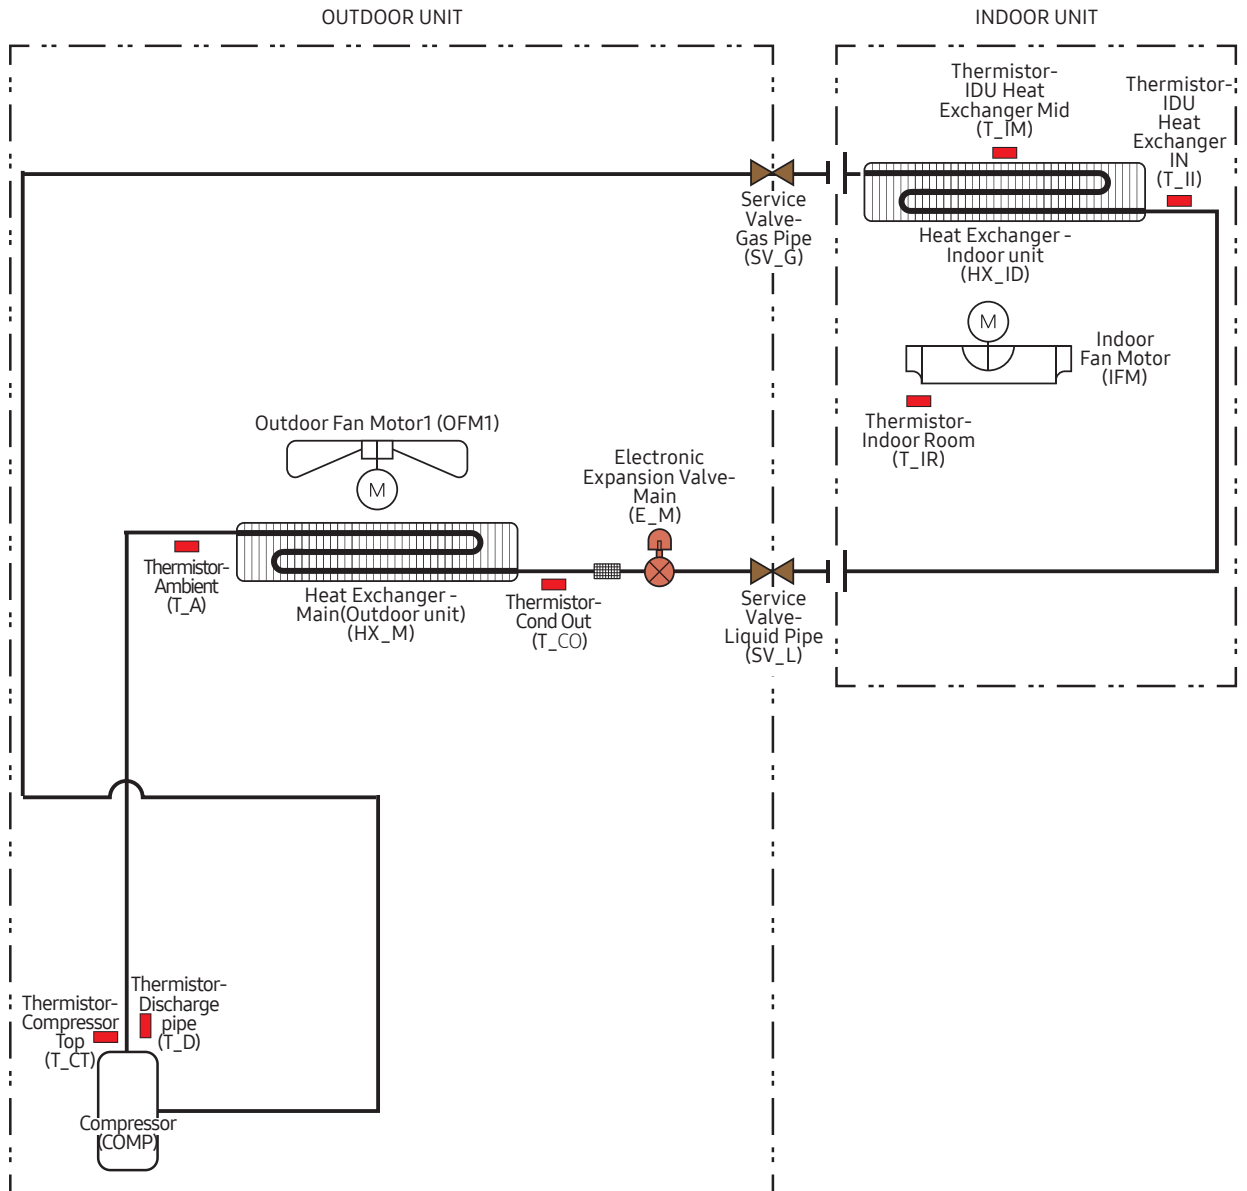 OUTDOOR UNIT
INDOOR UNIT
Thermistor-
IDU Heat
Exchanger Mid
(T_IM)
Thermistor-
IDU
Heat
Exchanger
IN
(T_II)
Service
Valve-
Gas Pipe
(SV_G)
Heat Exchanger -
Indoor unit
(HX_ID)
M
Indoor
Fan Motor
(IFM)
Thermistor-
Indoor Room
(T_IR)
Outdoor Fan Motor1 (OFM1)
M
Electronic
Expansion Valve-
Main
(E_M)
Thermistor-
Ambient
(T_A)
Heat Exchanger -
Main(Outdoor unit)
(HX_M)
Thermistor-
Cond Out
(T_CO)
Service
Valve-
Liquid Pipe
(SV_L)
Thermistor-
Compressor
Top
(T_CT)
Thermistor-
Discharge
pipe
(T_D)
Compressor
(COMP)